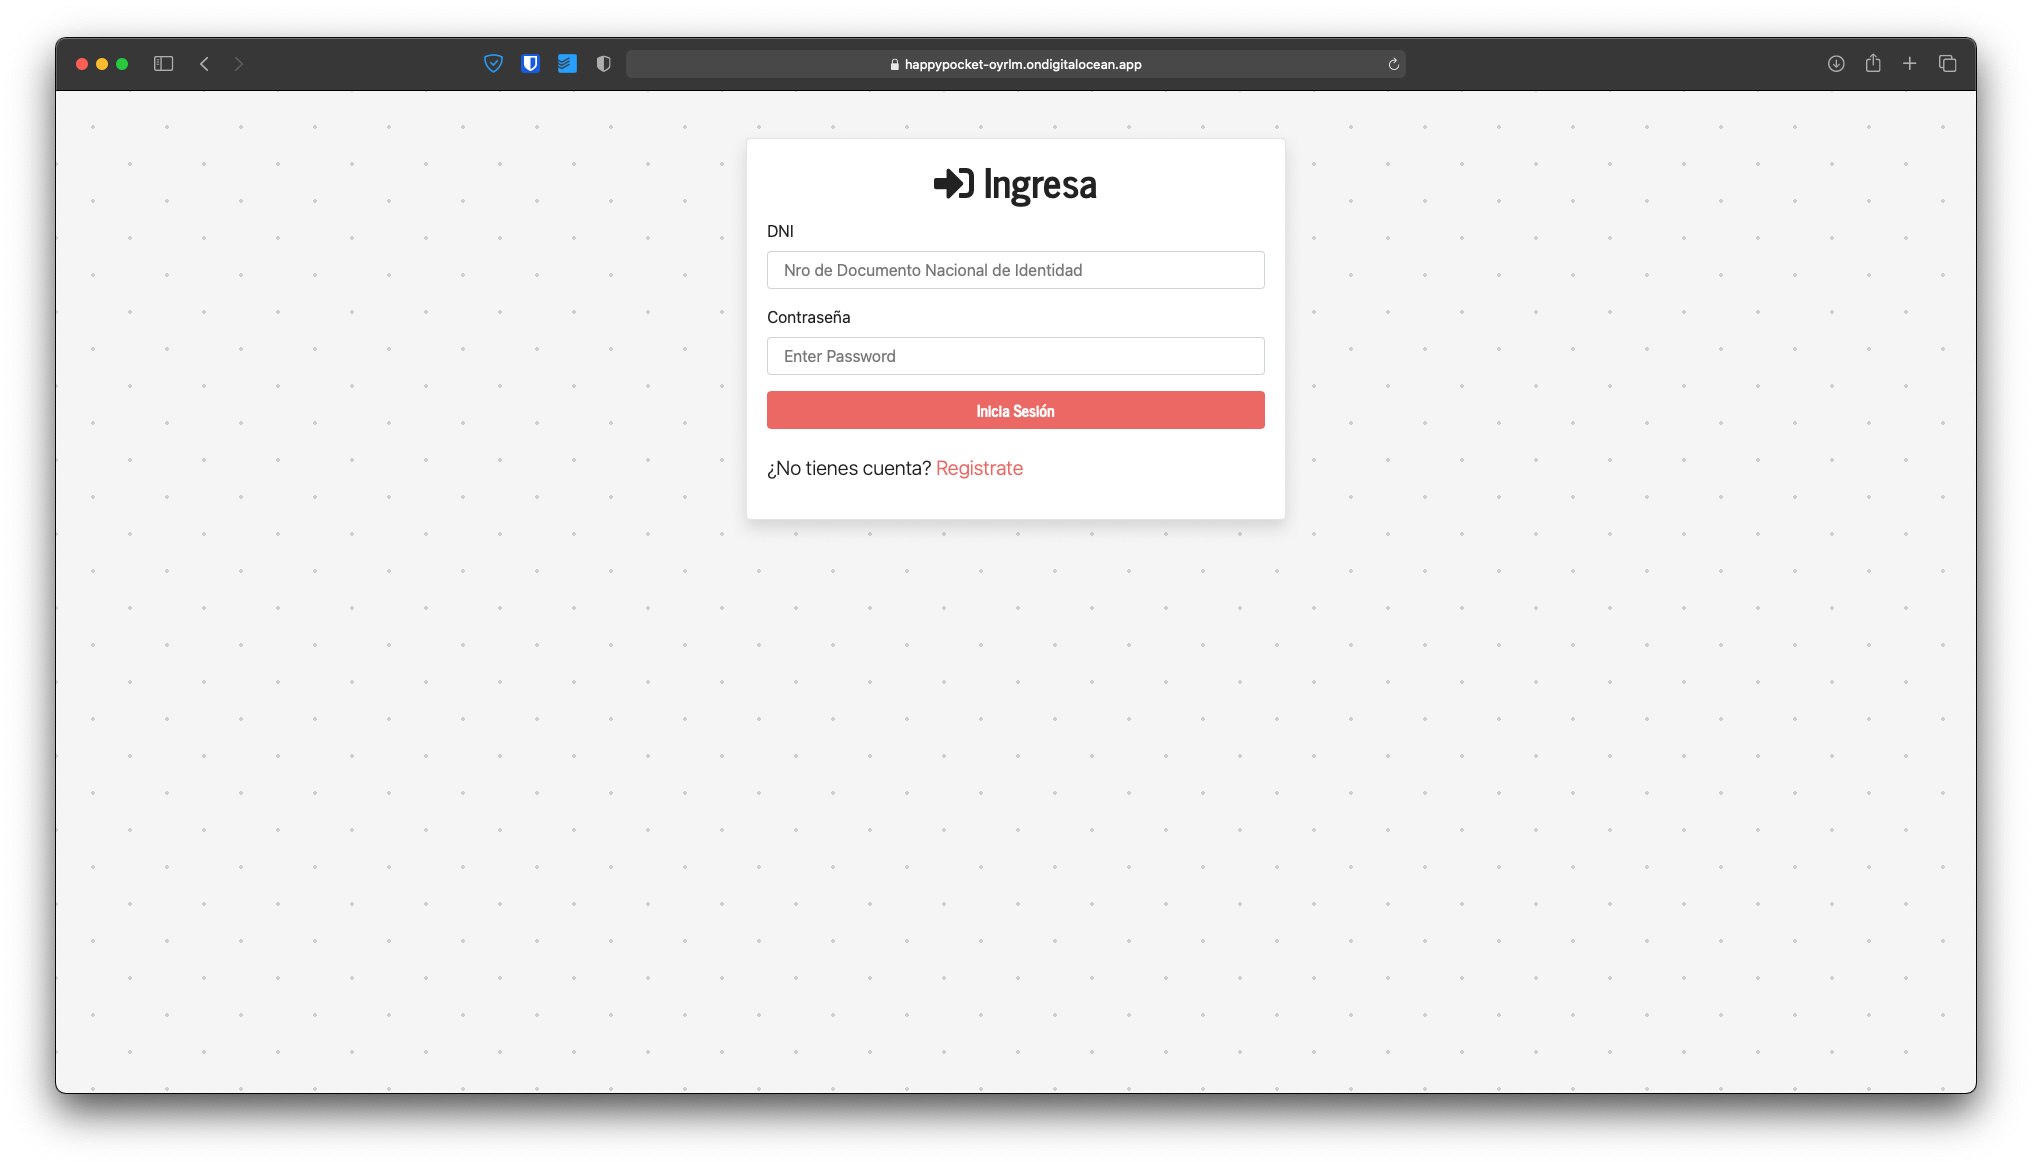 happypocket-oyrlm.ondigitalocean.app
Ingresa
DNI
Nro de Documento Nacional de Identidad
Contraseña
Enter Password
Inicia Sesión
¿No tienes cuenta? Registrate